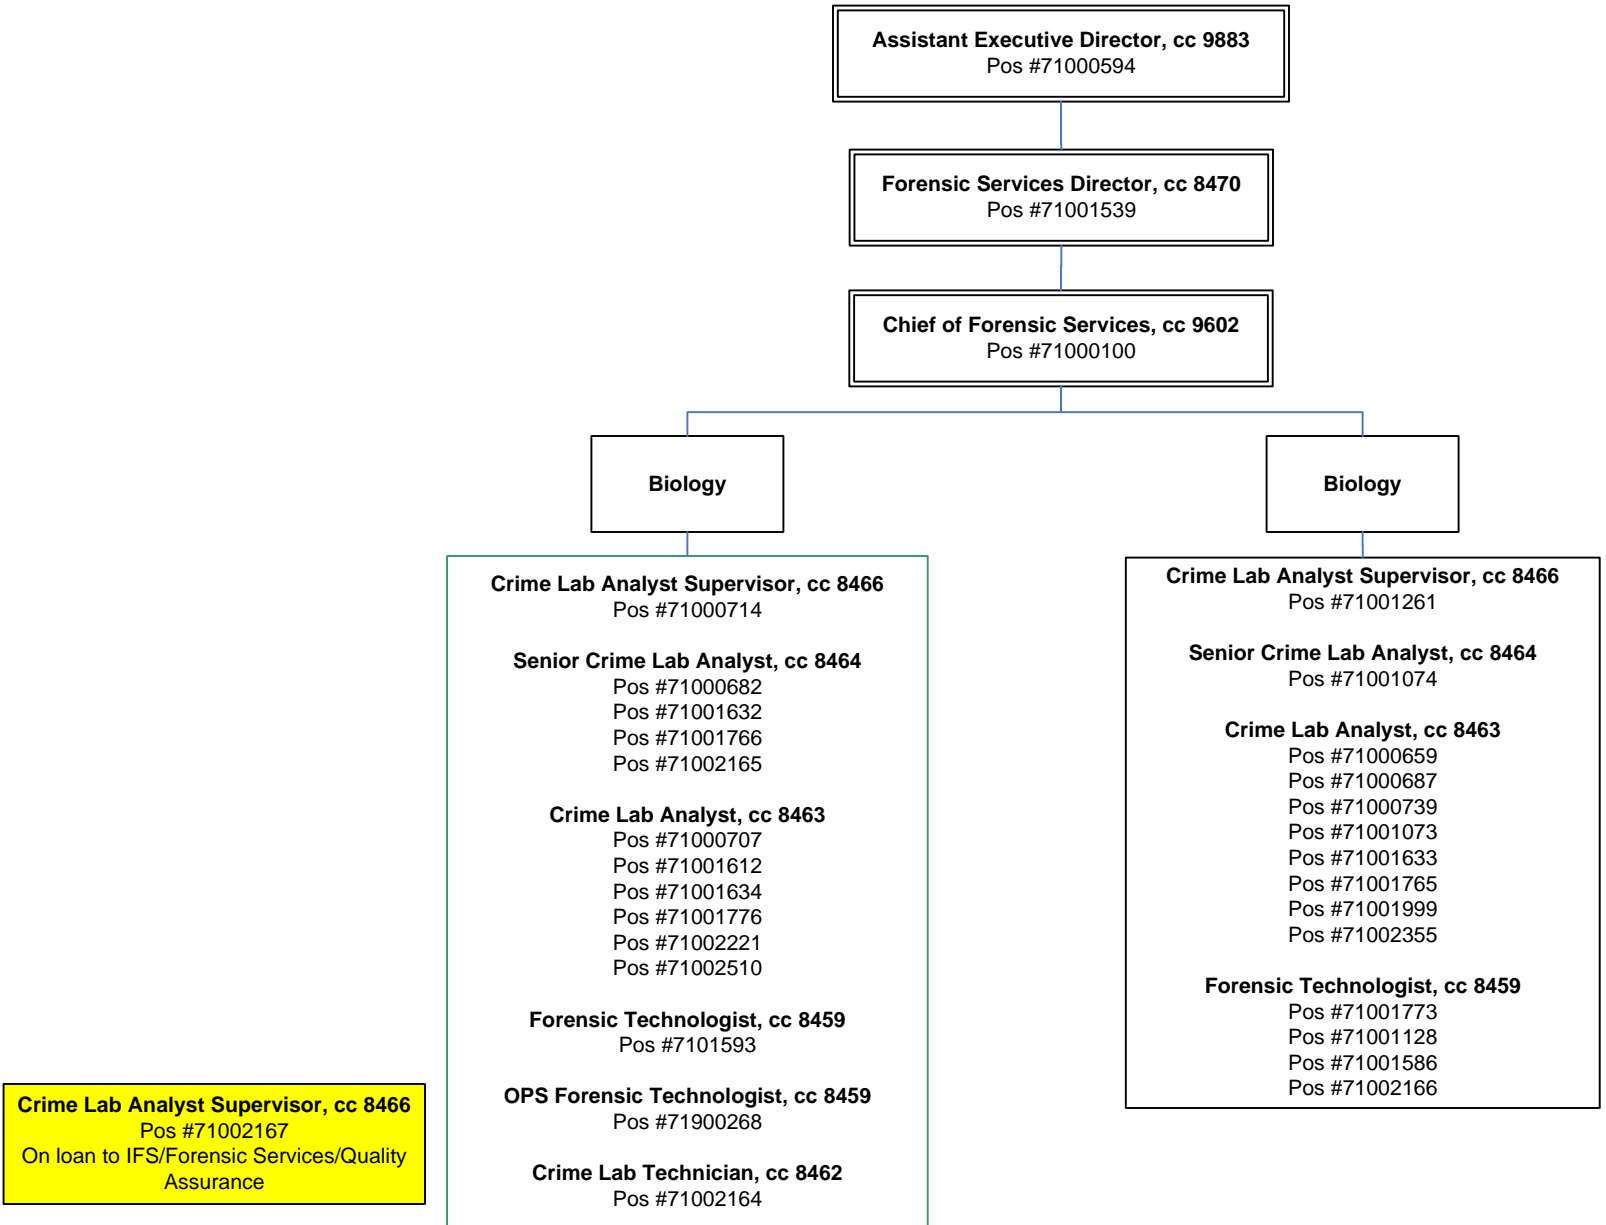 Assistant Executive Director, cc 9883
Pos #71000594
Forensic Services Director, cc 8470
Pos #71001539
Chief of Forensic Services, cc 9602
Pos #71000100
Biology
Crime Lab Analyst Supervisor, cc 8466
Pos #71000714
Senior Crime Lab Analyst, cc 8464
Pos #71000682
Pos #71001632
Pos #71001766
Pos #71002165
Crime Lab Analyst, cc 8463
Pos #71000707
Pos #71001612
Pos #71001634
Pos #71001776
Pos #71002221
Pos #71002510
Forensic Technologist, cc 8459
Pos #7101593
OPS Forensic Technologist, cc 8459
Pos #71900268
Crime Lab Technician, cc 8462
Pos #71002164
Biology
Crime Lab Analyst Supervisor, cc 8466
Pos #71001261
Senior Crime Lab Analyst, cc 8464
Pos #71001074
Crime Lab Analyst, cc 8463
Pos #71000659
Pos #71000687
Pos #71000739
Pos #71001073
Pos #71001633
Pos #71001765
Pos #71001999
Pos #71002355
Forensic Technologist, cc 8459
Pos #71001773
Pos #71001128
Pos #71001586
Pos #71002166
Crime Lab Analyst Supervisor, cc 8466
Pos #71002167
On loan to IFS/Forensic Services/Quality
Assurance